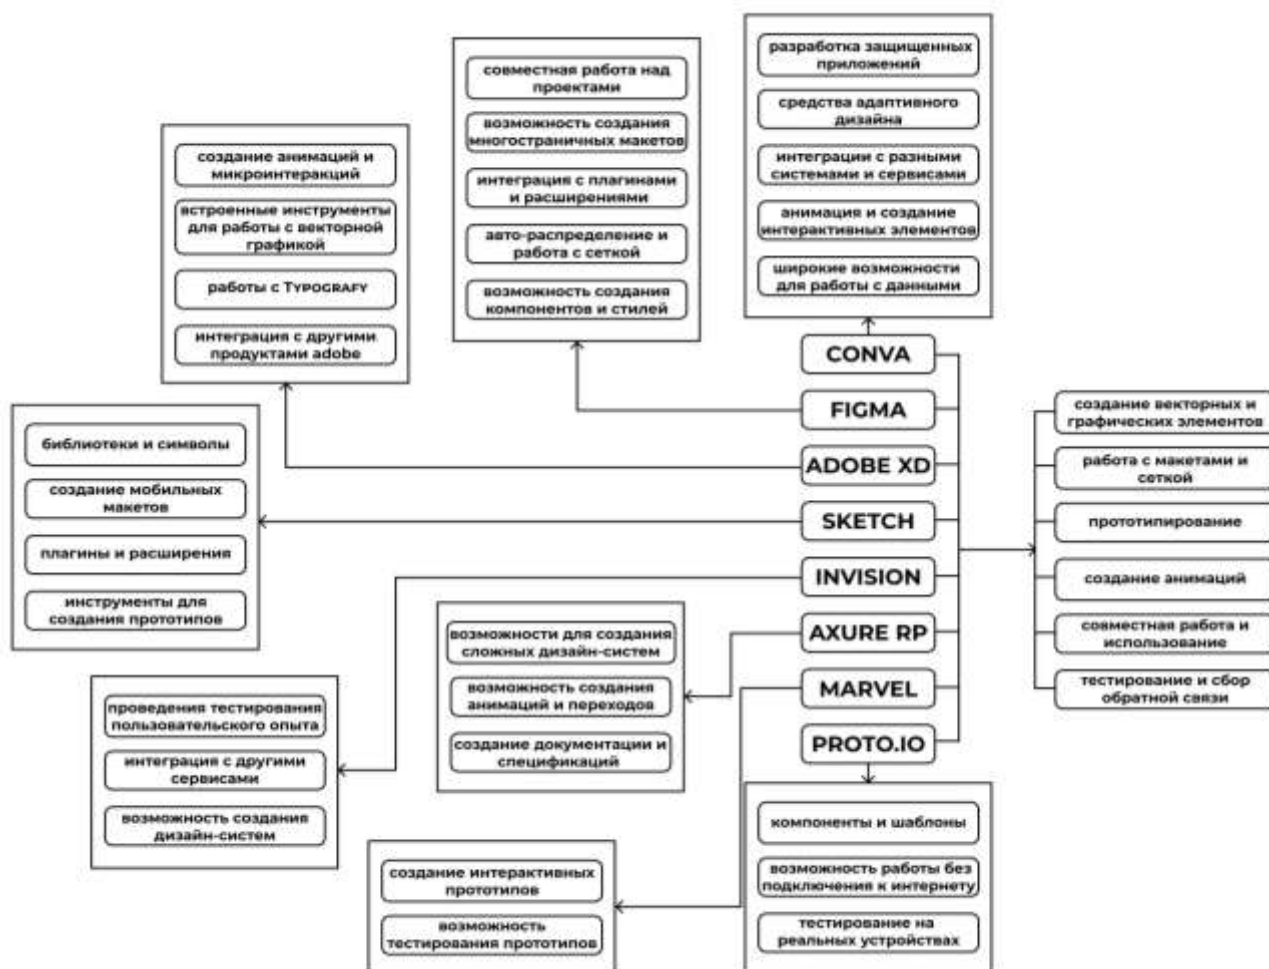 разработка защищенных
приложений
средства адаптивного
дизайна
интеграции с разными
системами и сервисами
анимация и создание
интерактивных элементов
широкие возможности
для работы с данными
совместная работа над
проектами
возможность создания
многостраничных макетов
интеграция с плагинами
и расширениями
авто-распределение и
работа с сеткой
возможность создания
компонентов и стилей
создание анимаций и
микроинтеракций
встроенные инструменты
для работы с векторной
графикой
работы с Typografy
интеграция с другими
продуктами adobe
библиотеки и символы
создание мобильных
макетов
плагины и расширения
инструменты для
создания прототипов
проведения тестирования
пользовательского опыта
интеграция с другими
сервисами
возможность создания
дизайн-систем
возможности для создания
сложных дизайн-систем
возможность создания
анимаций и переходов
создание документации и
спецификаций
создание интерактивных
прототипов
возможность
тестирования прототипов
CONVA
FIGMA
ADOBE XD
SKETCH
INVISION
AXURE RP
MARVEL
PROTO.IO
компоненты и шаблоны
возможность работы без
подключения к интернету
тестирование на
реальных устройствах
создание векторных и
графических элементов
работа с макетами и
сеткой
прототипирование
создание анимаций
совместная работа и
использование
тестирование и сбор
обратной связи